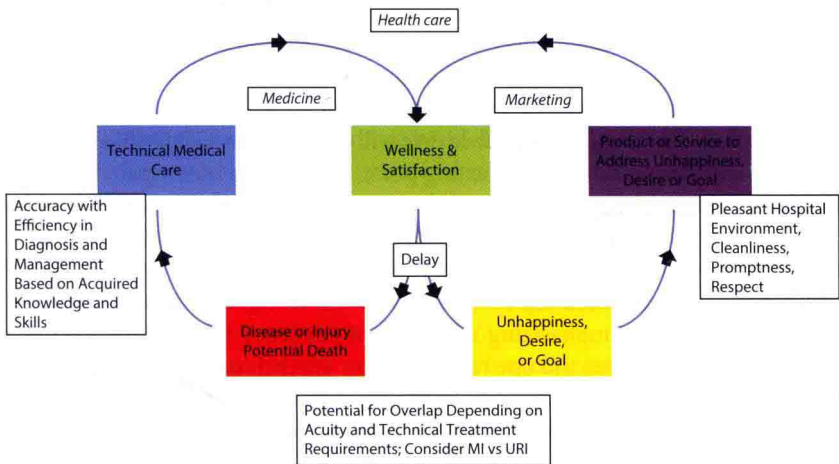 Health care
Medicine
Marketing
Technical Medical
Care
Wellness &
Satisfaction
Product or Service to
Address Unhappiness,
Desire or Goal
Accuracy with
Efficiency in
Diagnosis and
Management
Based on Acquired
Knowledge and
Skills
Pleasant Hospital
Environment,
Cleanliness,
Promptness,
Respect
Delay
Disease or Injury
Potential Death
Unhappiness,
Desire,
or Goal
Potential for Overlap Depending on
Acuity and Technical Treatment
Requirements; Consider MI vs URI